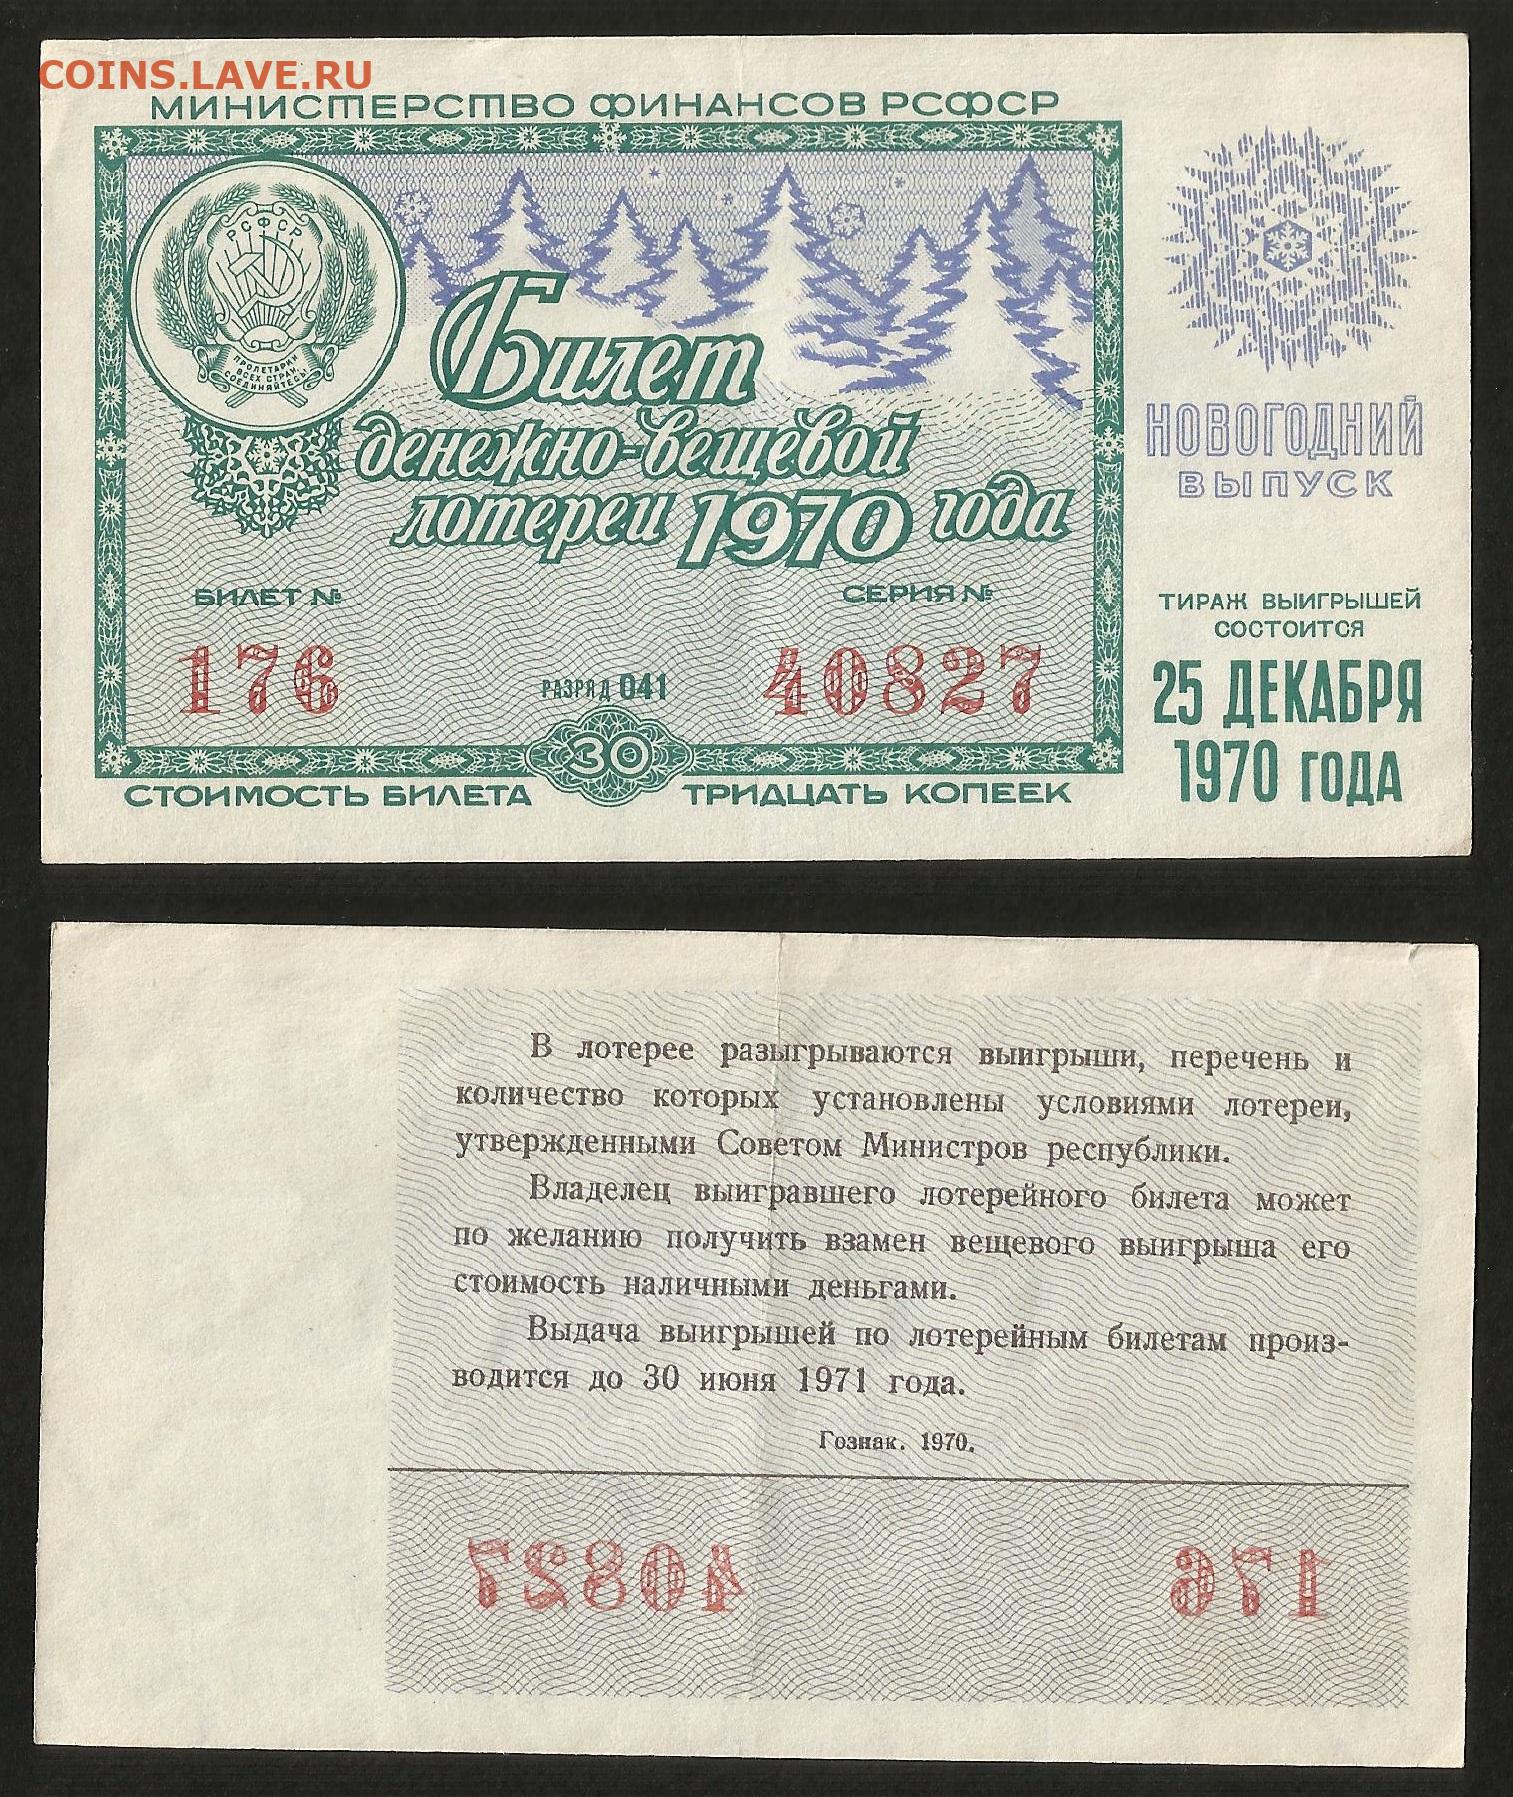 COINS.LAVE.RU
МИНИСТЕРСТВО ФИНАНСОВ РСФСР
РСФСР
ПРОЛЕТАРИИ
ВСЕХ СТРАН,
СОЕДИНЯЙТЕСЬ!
Билет
денежно-вещевой
лотереи 1970 года
БИЛЕТ №
СЕРИЯ №
176
РАЗРЯД 041
40827
30
СТОИМОСТЬ БИЛЕТА
ТРИДЦАТЬ КОПЕЕК
НОВОГОДНИЙ
ВЫПУСК
ТИРАЖ ВЫИГРЫШЕЙ
СОСТОИТСЯ
25 ДЕКАБРЯ
1970 ГОДА
В лотерее разыгрываются выигрыши, перечень и
количество которых установлены условиями лотереи,
утвержденными Советом Министров республики.
Владелец выигравшего лотерейного билета может
по желанию получить взамен вещевого выигрыша его
стоимость наличными деньгами.
Выдача выигрышей по лотерейным билетам произ-
водится до 30 июня 1971 года.
Гознак. 1970.
40827
176